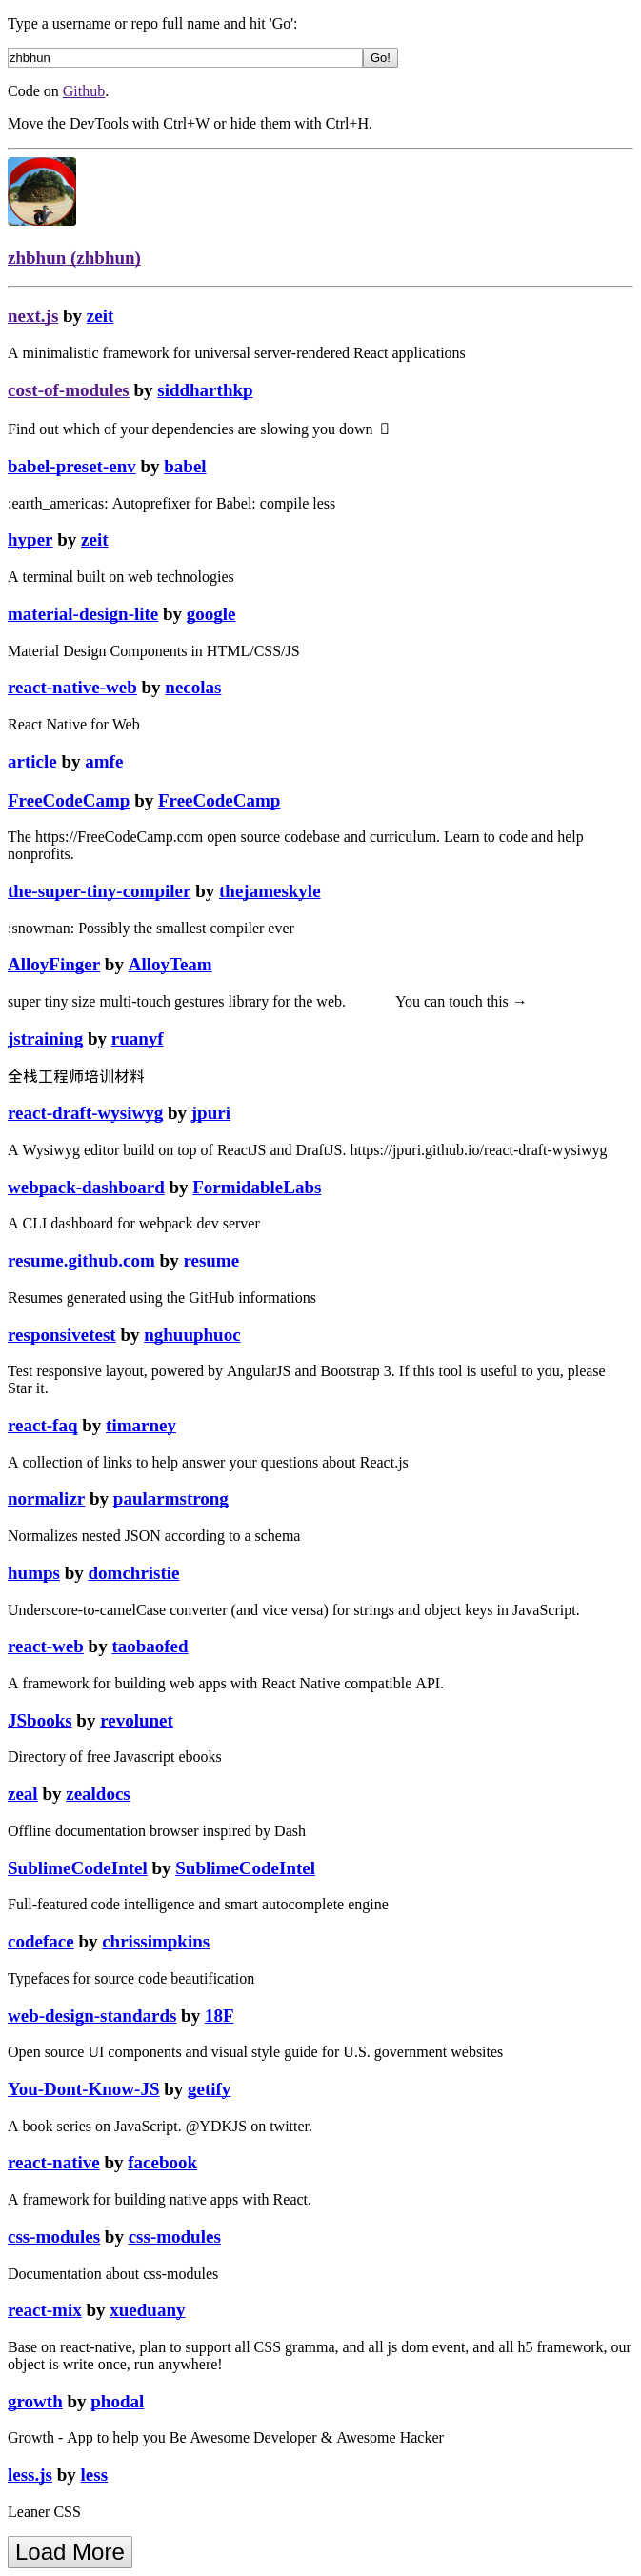 Type a username or repo full name and hit 'Go':
zhbhun Go!
Code on Github.
Move the DevTools with Ctrl+W or hide them with Ctrl+H.
zhbhun (zhbhun)
next.js by zeit
A minimalistic framework for universal server-rendered React applications
cost-of-modules by siddharthkp
Find out which of your dependencies are slowing you down
babel-preset-env by babel
:earth_americas: Autoprefixer for Babel: compile less
hyper by zeit
A terminal built on web technologies
material-design-lite by google
Material Design Components in HTML/CSS/JS
react-native-web by necolas
React Native for Web
article by amfe
FreeCodeCamp by FreeCodeCamp
The https://FreeCodeCamp.com open source codebase and curriculum. Learn to code and help
nonprofits.
the-super-tiny-compiler by thejameskyle
:snowman: Possibly the smallest compiler ever
AlloyFinger by AlloyTeam
super tiny size multi-touch gestures library for the web. You can touch this →
jstraining by ruanyf
全栈工程师培训材料
react-draft-wysiwyg by jpuri
A Wysiwyg editor build on top of ReactJS and DraftJS. https://jpuri.github.io/react-draft-wysiwyg
webpack-dashboard by FormidableLabs
A CLI dashboard for webpack dev server
resume.github.com by resume
Resumes generated using the GitHub informations
responsivetest by nghuuphuoc
Test responsive layout, powered by AngularJS and Bootstrap 3. If this tool is useful to you, please
Star it.
react-faq by timarney
A collection of links to help answer your questions about React.js
normalizr by paularmstrong
Normalizes nested JSON according to a schema
humps by domchristie
Underscore-to-camelCase converter (and vice versa) for strings and object keys in JavaScript.
react-web by taobaofed
A framework for building web apps with React Native compatible API.
JSbooks by revolunet
Directory of free Javascript ebooks
zeal by zealdocs
Offline documentation browser inspired by Dash
SublimeCodeIntel by SublimeCodeIntel
Full-featured code intelligence and smart autocomplete engine
codeface by chrissimpkins
Typefaces for source code beautification
web-design-standards by 18F
Open source UI components and visual style guide for U.S. government websites
You-Dont-Know-JS by getify
A book series on JavaScript. @YDKJS on twitter.
react-native by facebook
A framework for building native apps with React.
css-modules by css-modules
Documentation about css-modules
react-mix by xueduany
Base on react-native, plan to support all CSS gramma, and all js dom event, and all h5 framework, our
object is write once, run anywhere!
growth by phodal
Growth - App to help you Be Awesome Developer & Awesome Hacker
less.js by less
Leaner CSS
Load More